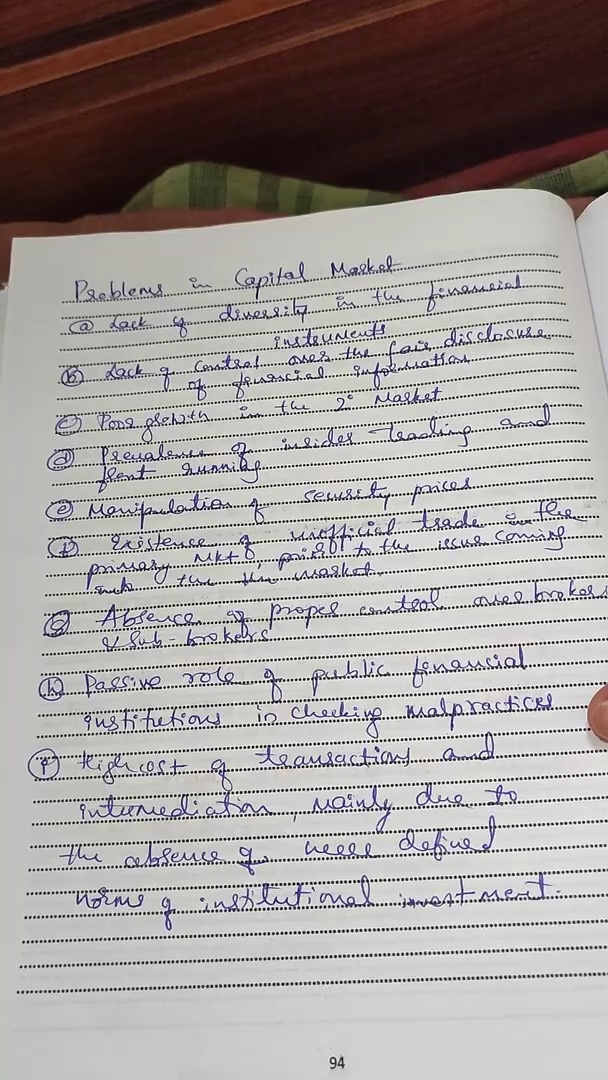 Problems in Capital Market
(a) Lack of diversity in the financial
instruments
(b) Lack of control over the fair disclosure
of financial information
(c) Poor growth in the 2° Market
(d) Prevalence of insider trading and
front running
(e) Manipulation of security prices
(f) Existence of unofficial trade in the
primary Mkt, prior to the issue coming
into the the market
(g) Absence of proper control over brokers
& sub-brokers
(h) Passive role of public financial
institutions in checking malpractices
(i) High cost of transactions and
intermediation, mainly due to
the absence of well defined
norms of institutional investment.
94